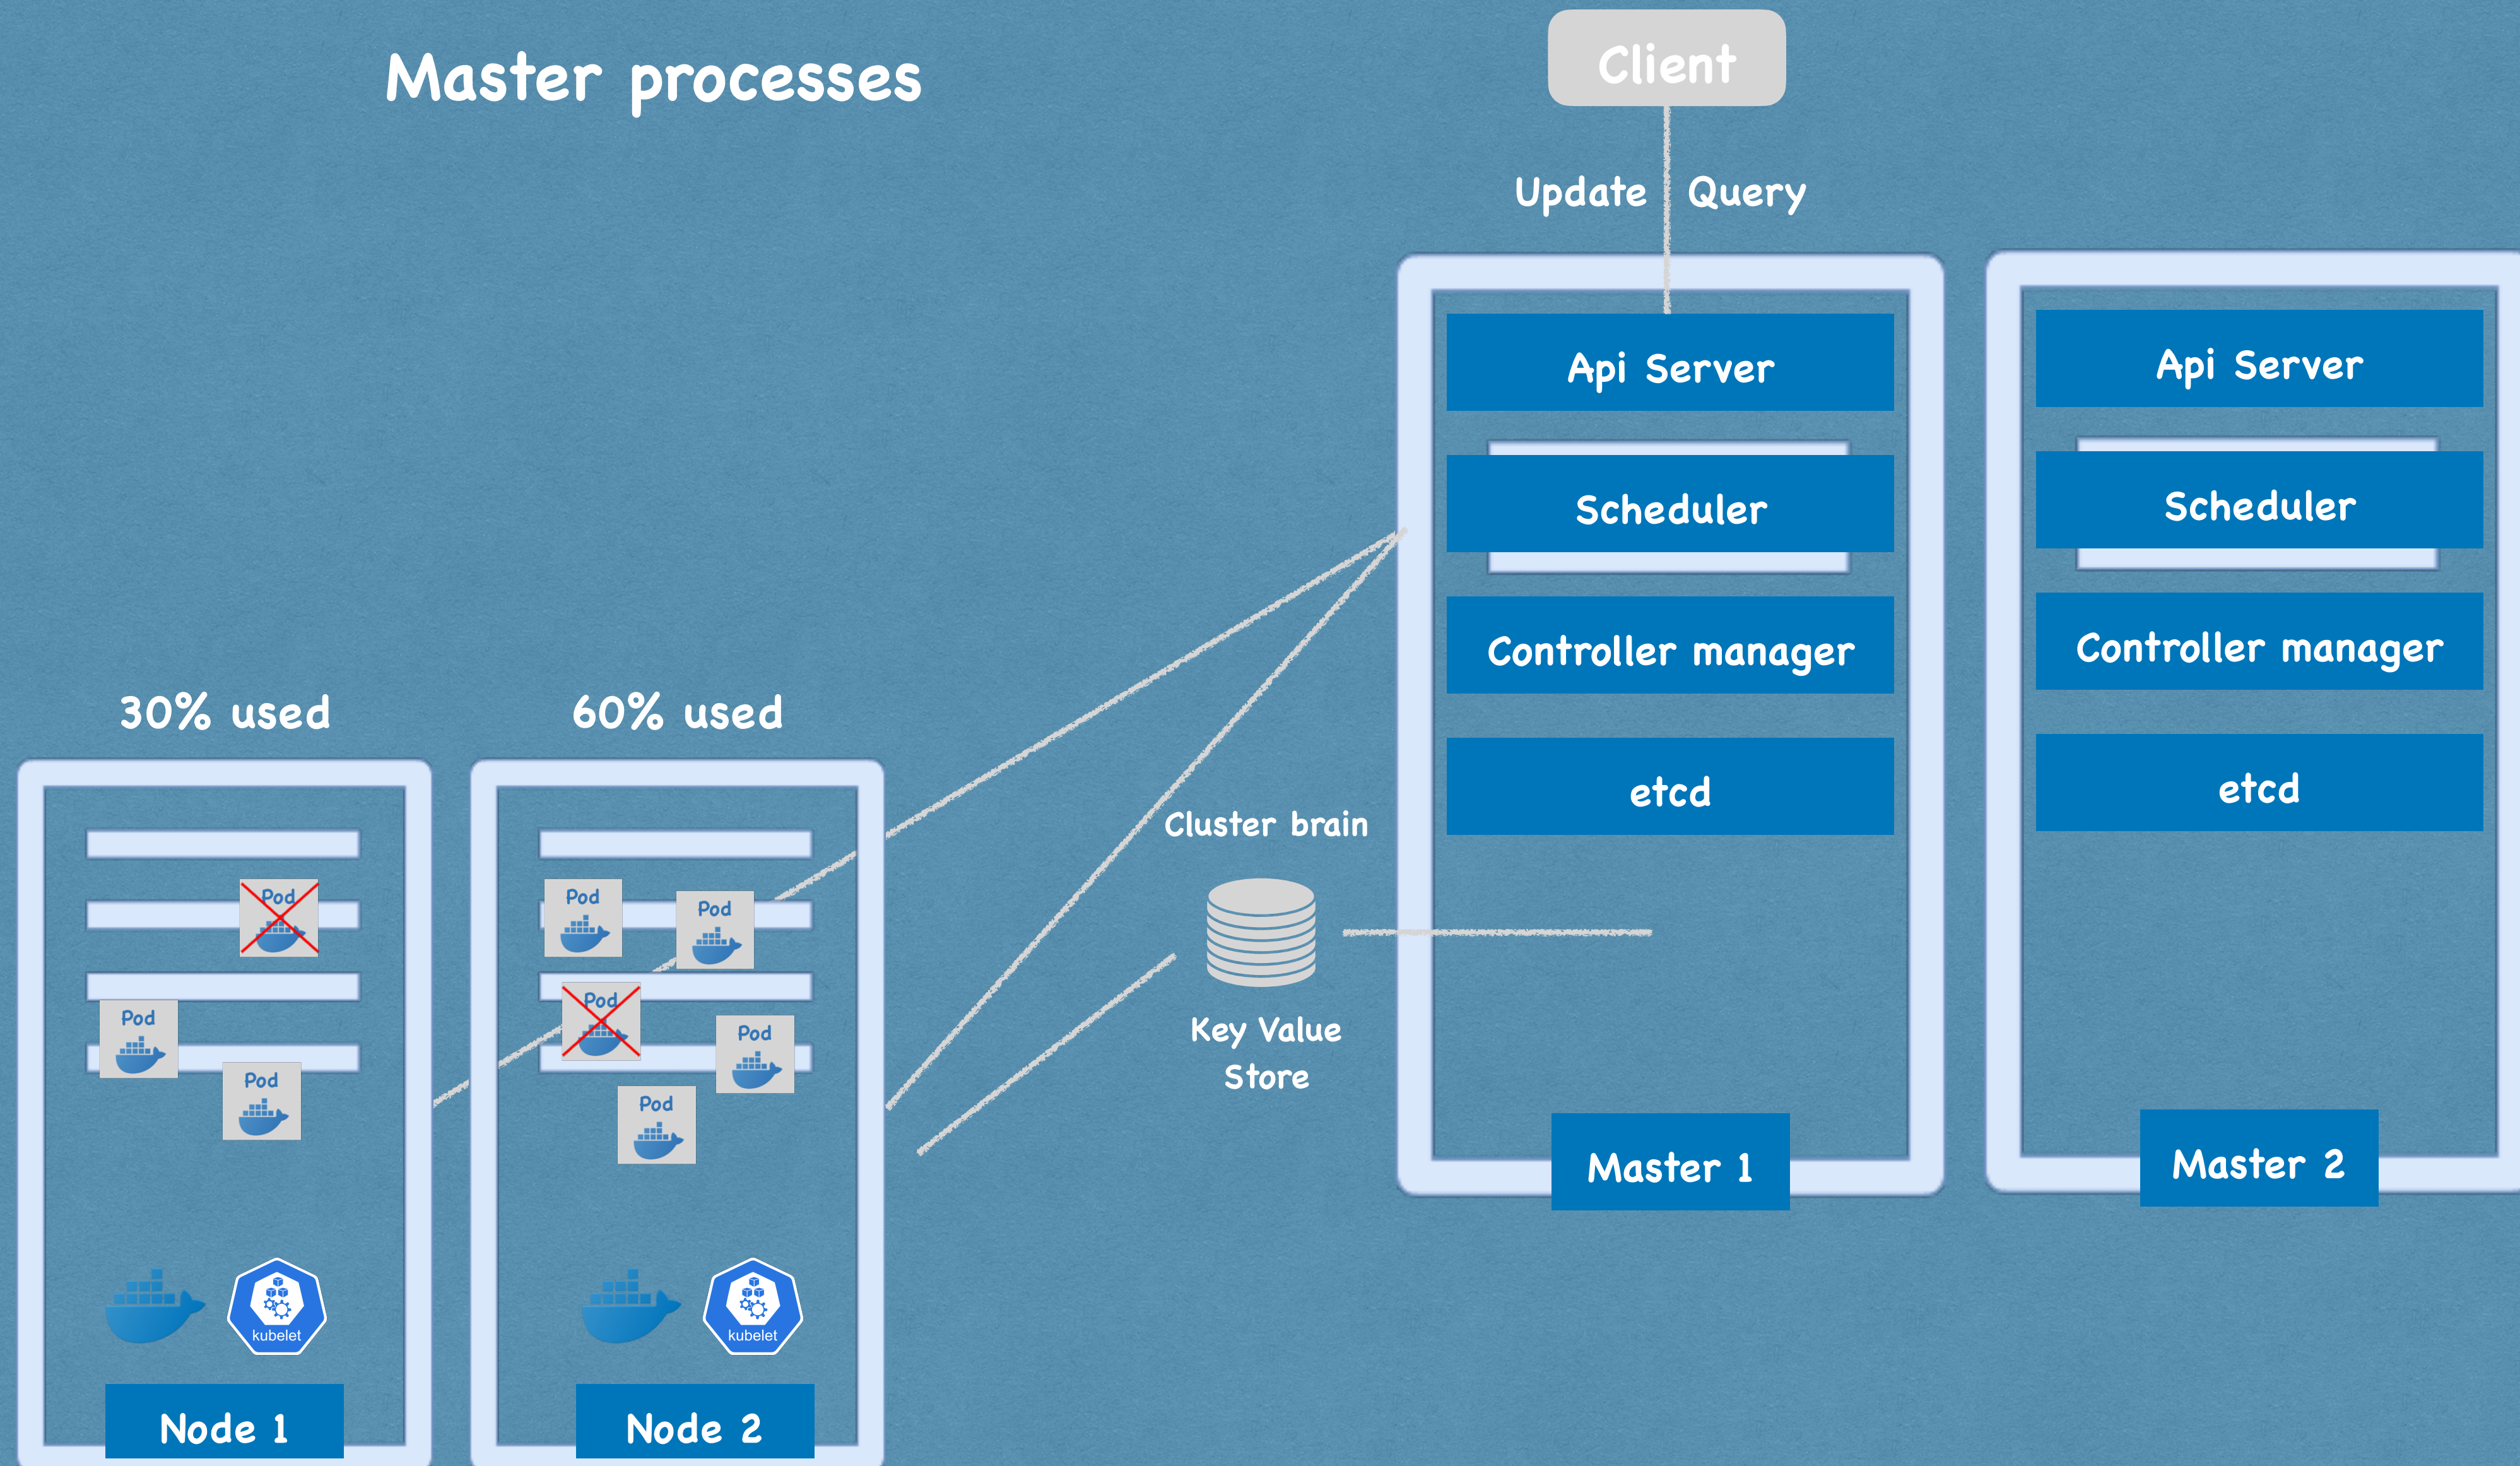 Master processes
Client
Update Query
Api Server
Scheduler
Controller manager
etcd
Master 1
Api Server
Scheduler
Controller manager
etcd
Master 2
Cluster brain
Key Value
Store
30% used
Pod
Pod
Pod
kubelet
Node 1
60% used
Pod
Pod
Pod
Pod
Pod
kubelet
Node 2